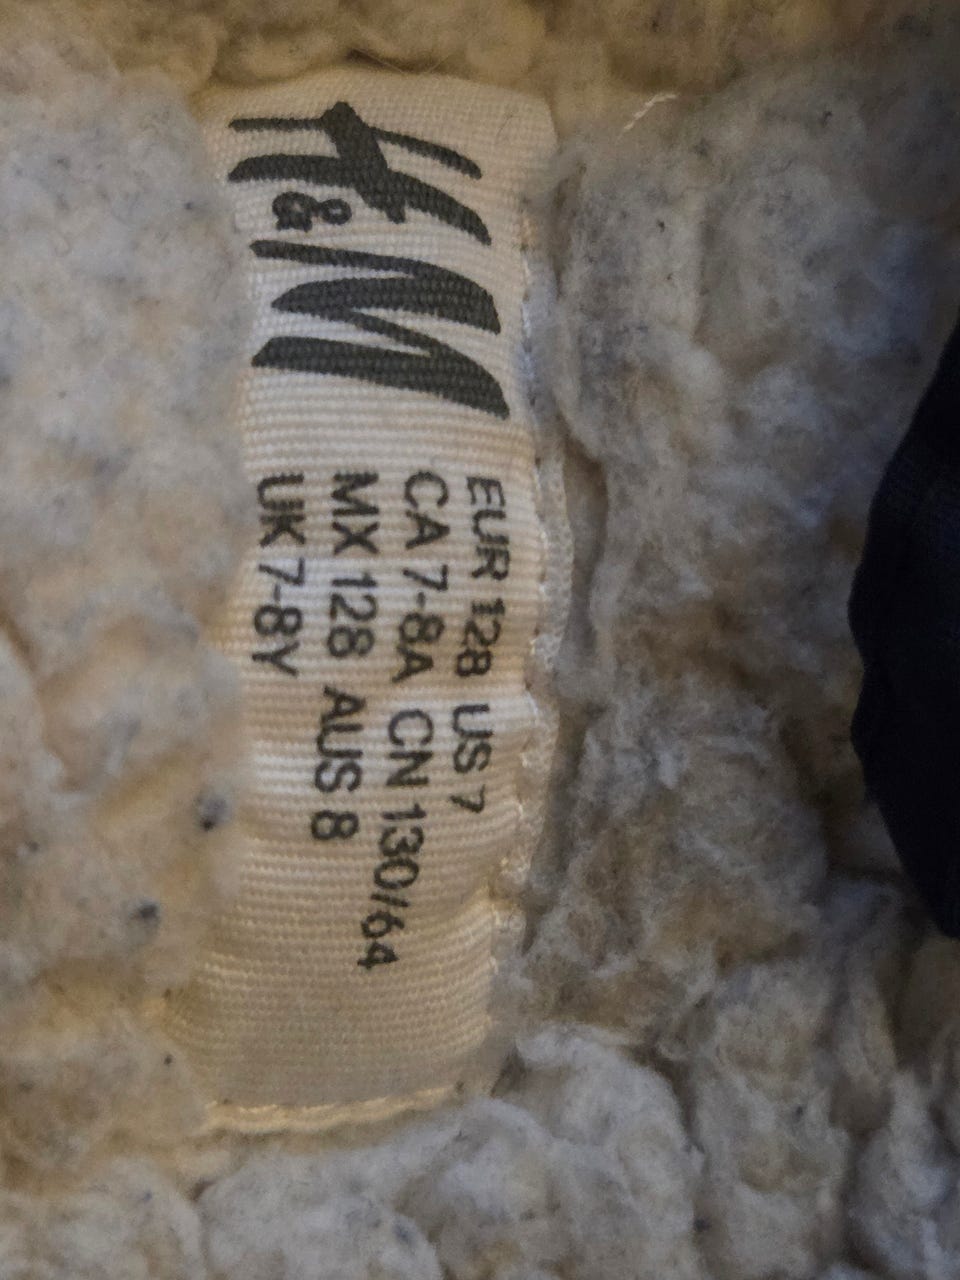 H&M
EUR 128 US 7
CA 7-8A CN 130/64
MX 128 AUS 8
UK 7-8Y